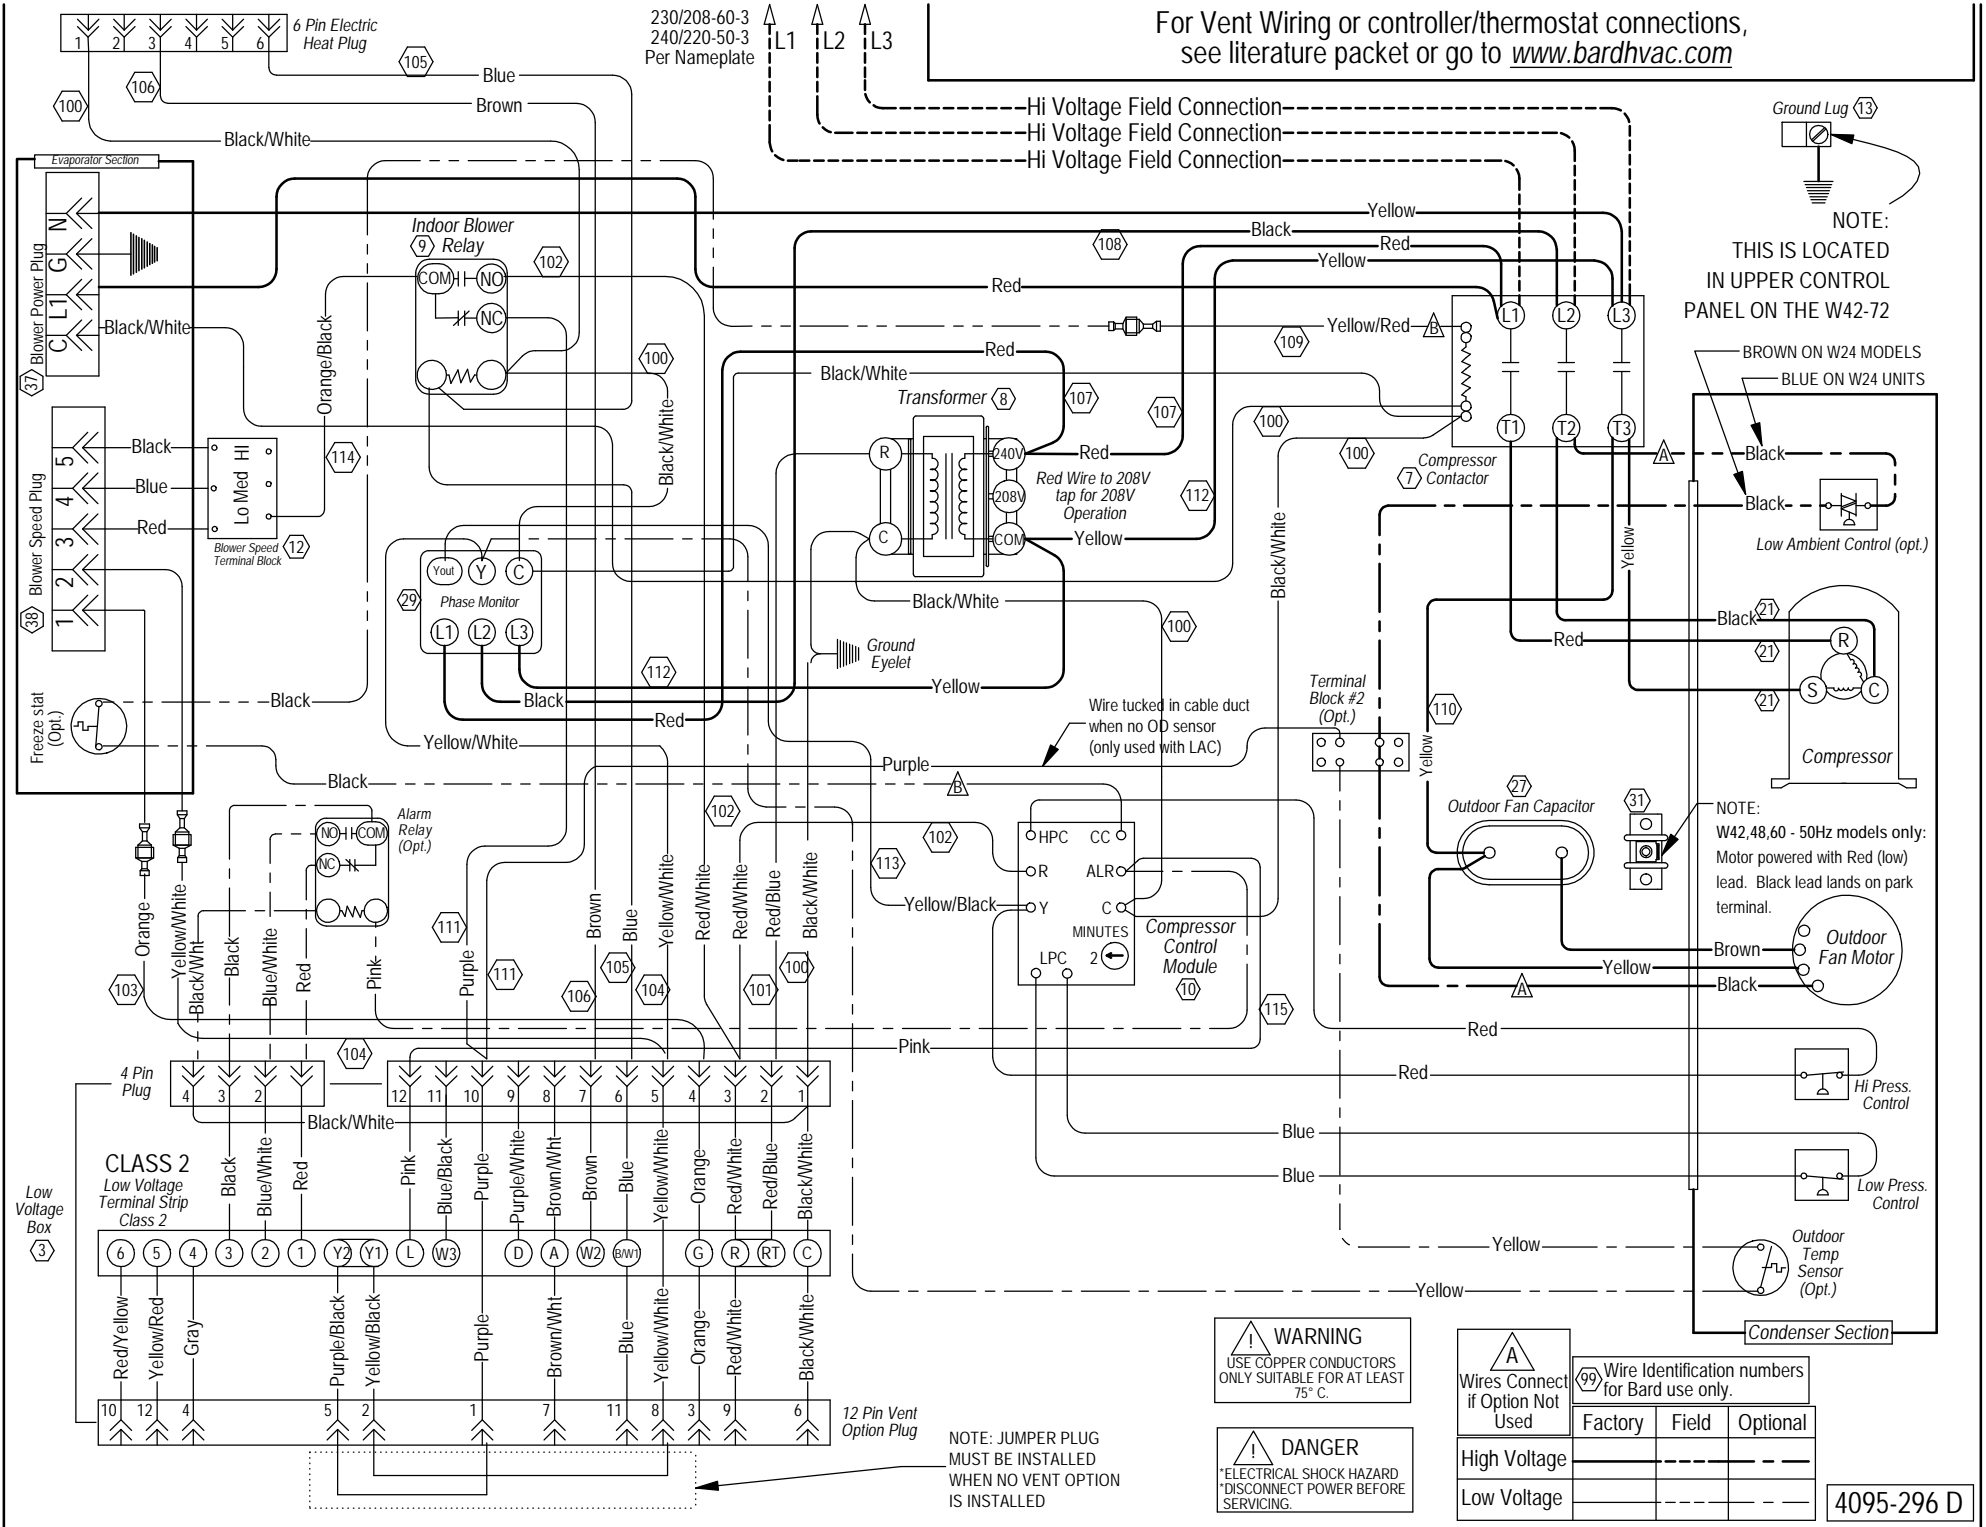 6 Pin Electric
Heat Plug
1 2 3 4 5 6
230/208-60-3
240/220-50-3
Per Nameplate
L1 L2 L3
For Vent Wiring or controller/thermostat connections,
see literature packet or go to www.bardhvac.com
105
Blue
106
Brown
100
Black/White
Hi Voltage Field Connection
Hi Voltage Field Connection
Hi Voltage Field Connection
Ground Lug 13
NOTE:
THIS IS LOCATED
IN UPPER CONTROL
PANEL ON THE W42-72
BROWN ON W24 MODELS
BLUE ON W24 UNITS
Evaporator Section
37 Blower Power Plug
N
G
L1
C
Black/White
Indoor Blower
9 Relay
COM NO
NC
102
Orange/Black
114
100
Black/White
Yellow
108
Black
Red
Yellow
Red
Yellow/Red B
109
Red
Black/White
107
107
100
100
112
Transformer 8
R
C
240V
208V
COM
Red
Red Wire to 208V
tap for 208V
Operation
Yellow
L1 L2 L3
T1 T2 T3
Compressor
7 Contactor
A
Black
Black
Low Ambient Control (opt.)
38 Blower Speed Plug
5
4
3
2
1
Black
Blue
Red
HI
Med
Lo
Blower Speed
Terminal Block
12
29
Yout Y C
Phase Monitor
L1 L2 L3
Black/White
100
Ground
Eyelet
112
Yellow
Black
Red
Black/White
Yellow
Black 21
Red
21
21
R
S C
Compressor
Freeze stat
(Opt.)
Black
Yellow/White
Black
B
Purple
Wire tucked in cable duct
when no OD sensor
(only used with LAC)
Terminal
Block #2
(Opt.)
110
Yellow
27
Outdoor Fan Capacitor
31
NOTE:
W42,48,60 - 50Hz models only:
Motor powered with Red (low)
lead. Black lead lands on park
terminal.
Alarm
Relay
(Opt.)
NO COM
NC
102
102
113
Yellow/Black
HPC CC
R ALR
Y C
MINUTES
LPC 2
Compressor
Control
Module
10
115
Brown
Yellow
A
Black
Outdoor
Fan Motor
Orange
Yellow/White
Black/Wht
Black
Blue/White
Red
Pink
Purple
Brown
Blue
Yellow/White
Red/White
Red/White
Red/Blue
Black/White
103
104
111
111
106
105
104
101
100
Red
Pink
Red
Hi Press.
Control
Blue
Blue
Low Press.
Control
4 Pin
Plug
4 3 2 1
12 11 10 9 8 7 6 5 4 3 2 1
Black/White
CLASS 2
Low Voltage
Terminal Strip
Class 2
Low
Voltage
Box
3
Black
Blue/White
Red
Pink
Blue/Black
Purple
Purple/White
Brown/Wht
Brown
Blue
Yellow/White
Orange
Red/White
Red/Blue
Black/White
6 5 4 3 2 1 Y2 Y1 L W3 D A W2 B/W1 G R RT C
Red/Yellow
Yellow/Red
Gray
Purple/Black
Yellow/Black
Purple
Brown/Wht
Blue
Yellow/White
Orange
Red/White
Black/White
10 12 4 5 2 1 7 11 8 3 9 6
12 Pin Vent
Option Plug
NOTE: JUMPER PLUG
MUST BE INSTALLED
WHEN NO VENT OPTION
IS INSTALLED
Yellow
Yellow
Outdoor
Temp
Sensor
(Opt.)
Condenser Section
! WARNING
USE COPPER CONDUCTORS
ONLY SUITABLE FOR AT LEAST
75° C.
! DANGER
*ELECTRICAL SHOCK HAZARD
*DISCONNECT POWER BEFORE
SERVICING.
A
Wires Connect
if Option Not
Used
99 Wire Identification numbers
for Bard use only.
Factory Field Optional
High Voltage
Low Voltage
4095-296 D